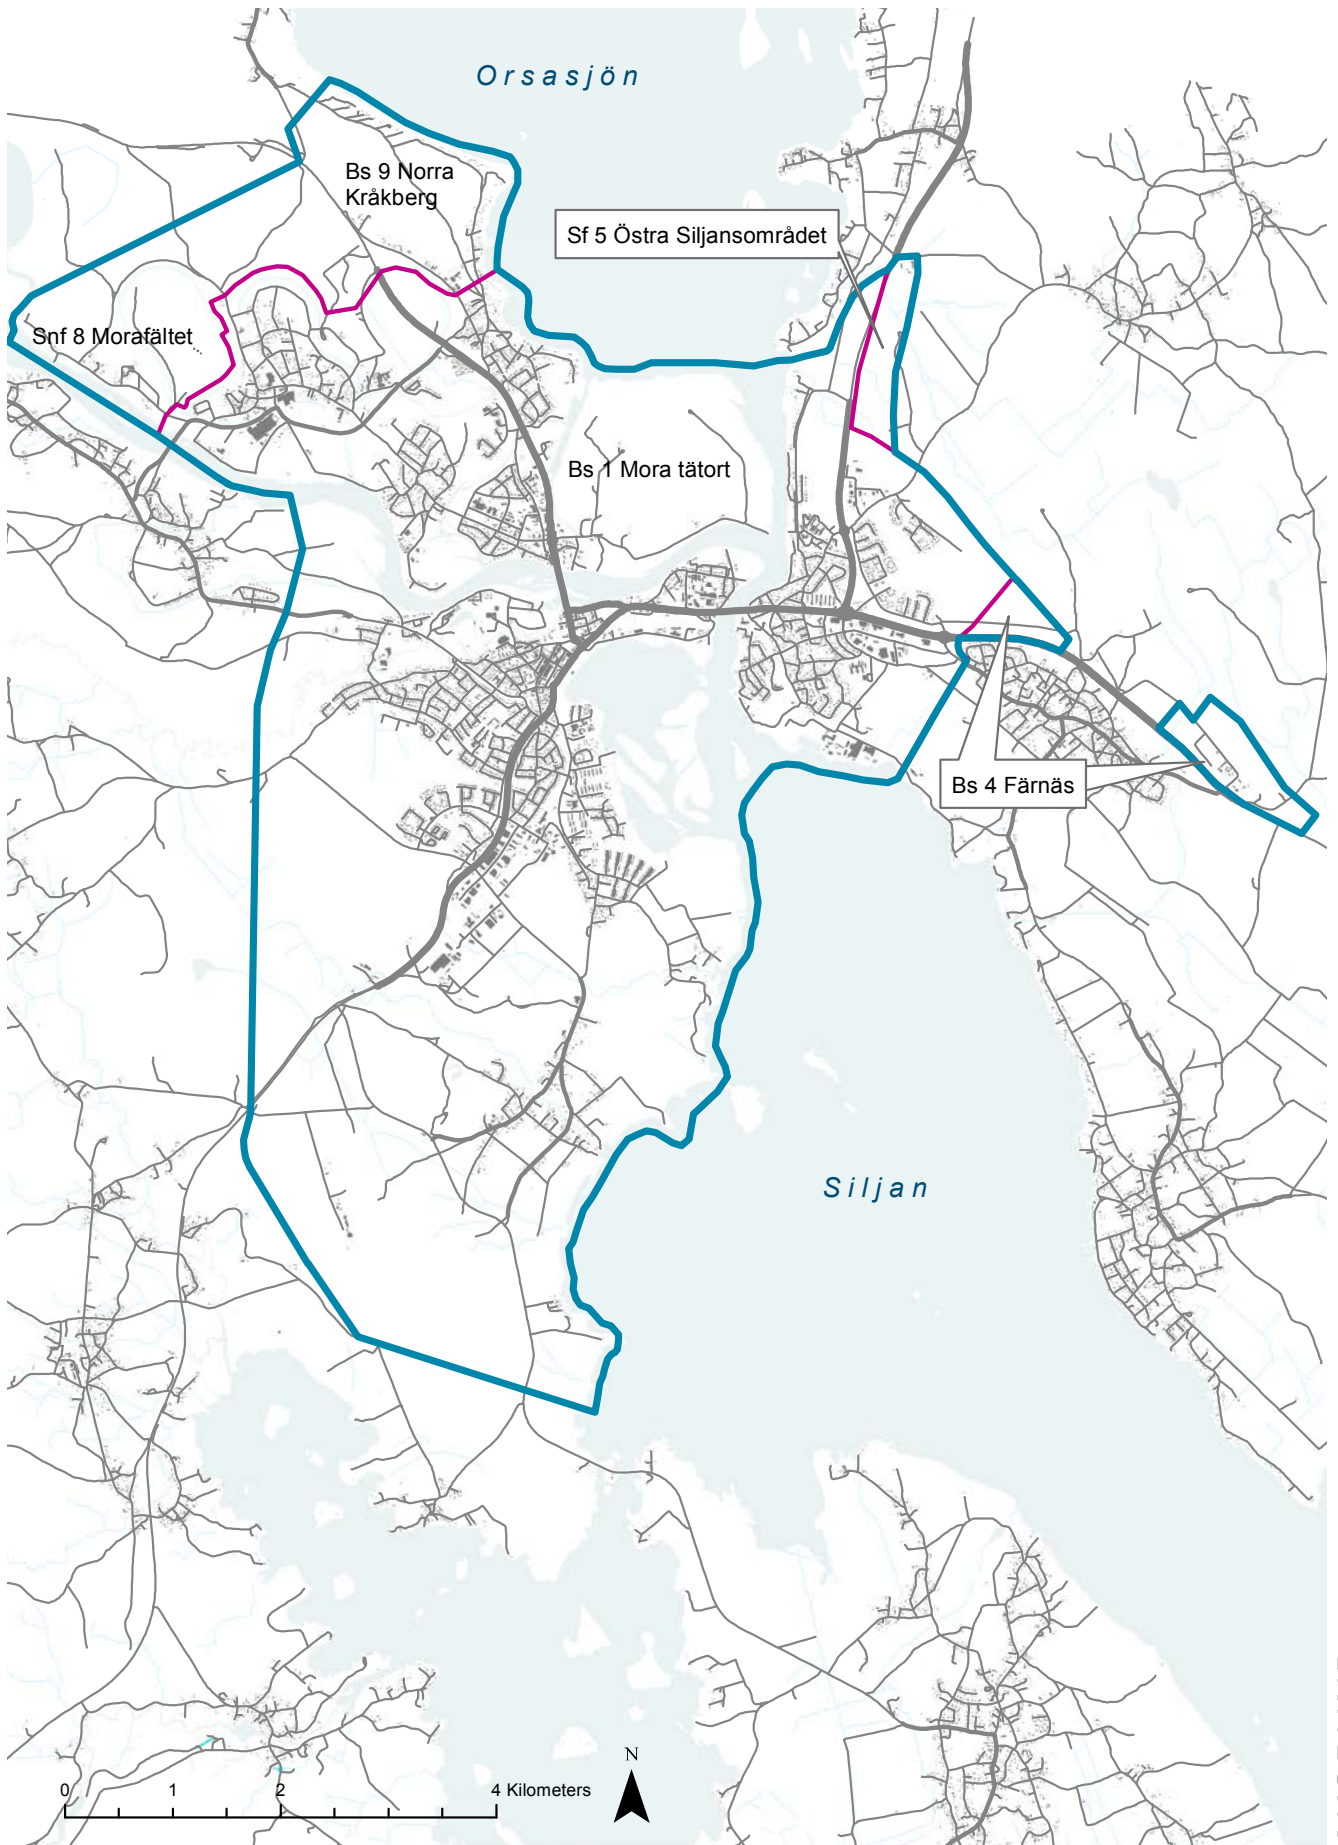 Orsasjön
Bs 9 Norra
Kråkberg
Sf 5 Östra Siljansområdet
Snf 8 Morafältet
Bs 1 Mora tätort
Bs 4 Färnäs
Siljan
N
0 1 2 4 Kilometers